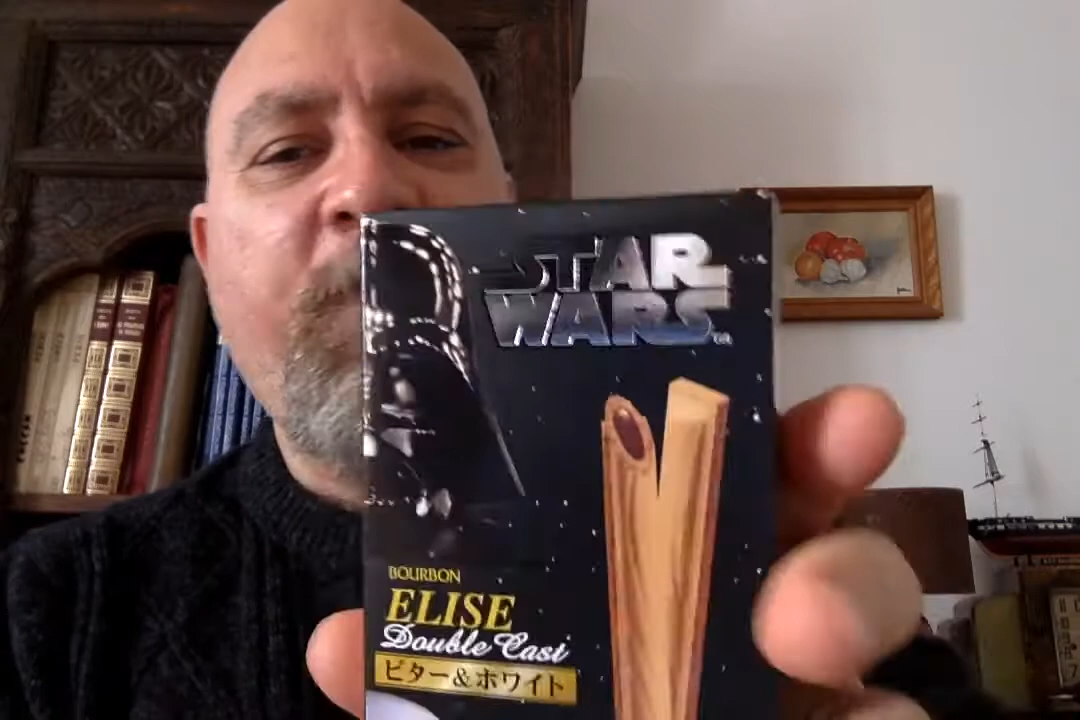 STAR
WARS®
BOURBON
ELISE
Double Cast
ビター&ホワイト